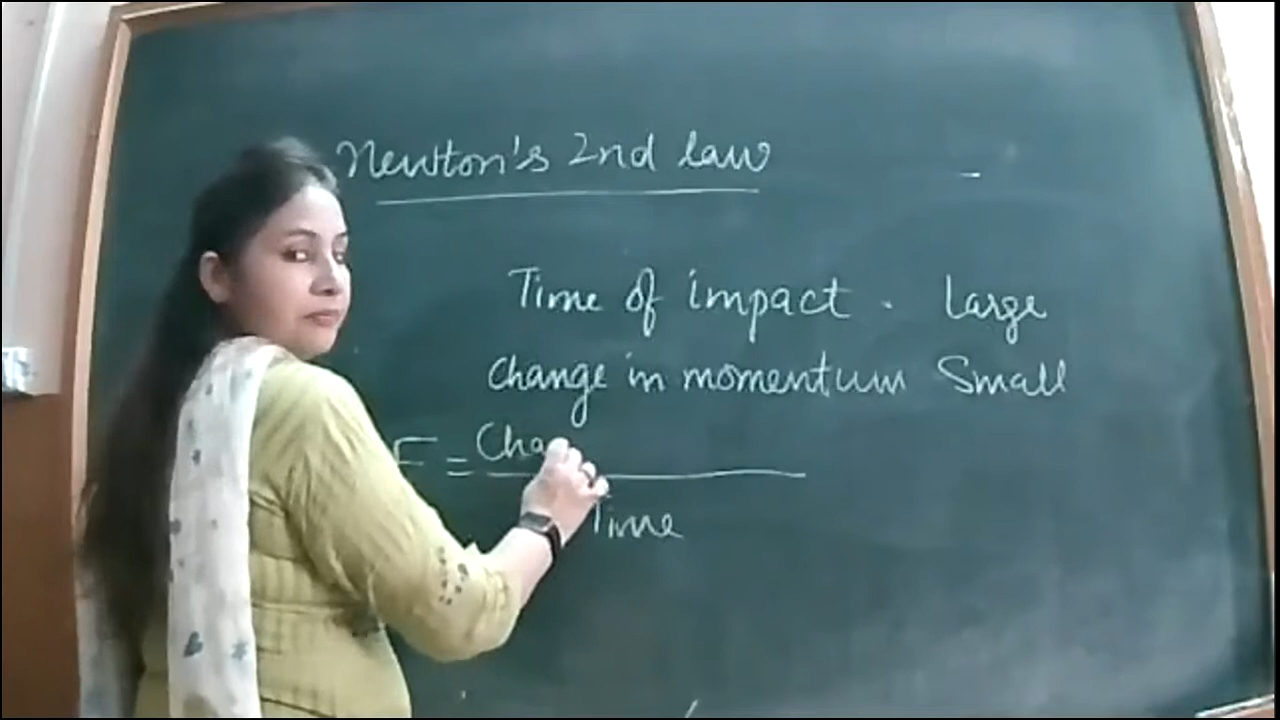 Newton's 2nd law
Time of impact . Large
Change in momentum Small
F = Cha
Time